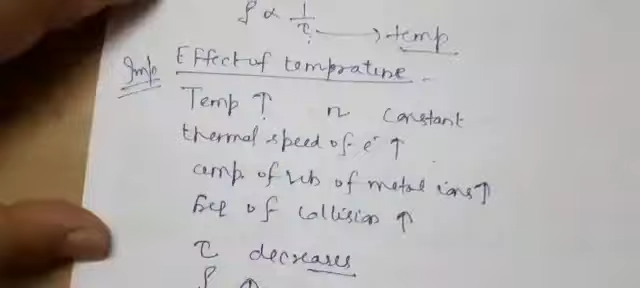 ρ ∝ 1/τ → temp
Imp Effect of temprature
Temp ↑ n constant
thermal speed of e⁻ ↑
amp. of vib of metal ions ↑
freq of collision ↑
τ decreases
ρ ↑